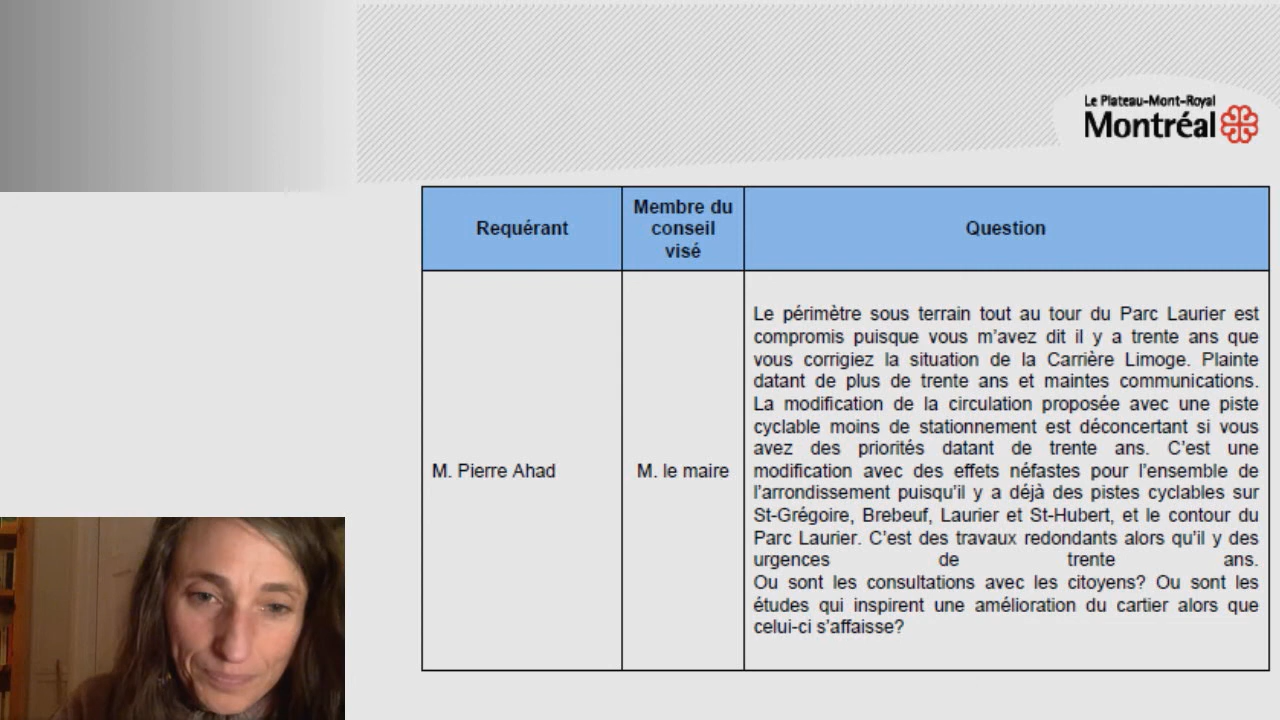 Le Plateau-Mont-Royal
Montréal
Requérant
Membre du
conseil
visé
Question
M. Pierre Ahad
M. le maire
Le périmètre sous terrain tout au tour du Parc Laurier est
compromis puisque vous m'avez dit il y a trente ans que
vous corrigiez la situation de la Carrière Limoge. Plainte
datant de plus de trente ans et maintes communications.
La modification de la circulation proposée avec une piste
cyclable moins de stationnement est déconcertant si vous
avez des priorités datant de trente ans. C'est une
modification avec des effets néfastes pour l'ensemble de
l'arrondissement puisqu'il y a déjà des pistes cyclables sur
St-Grégoire, Brebeuf, Laurier et St-Hubert, et le contour du
Parc Laurier. C'est des travaux redondants alors qu'il y des
urgences de trente ans.
Ou sont les consultations avec les citoyens? Ou sont les
études qui inspirent une amélioration du cartier alors que
celui-ci s'affaisse?